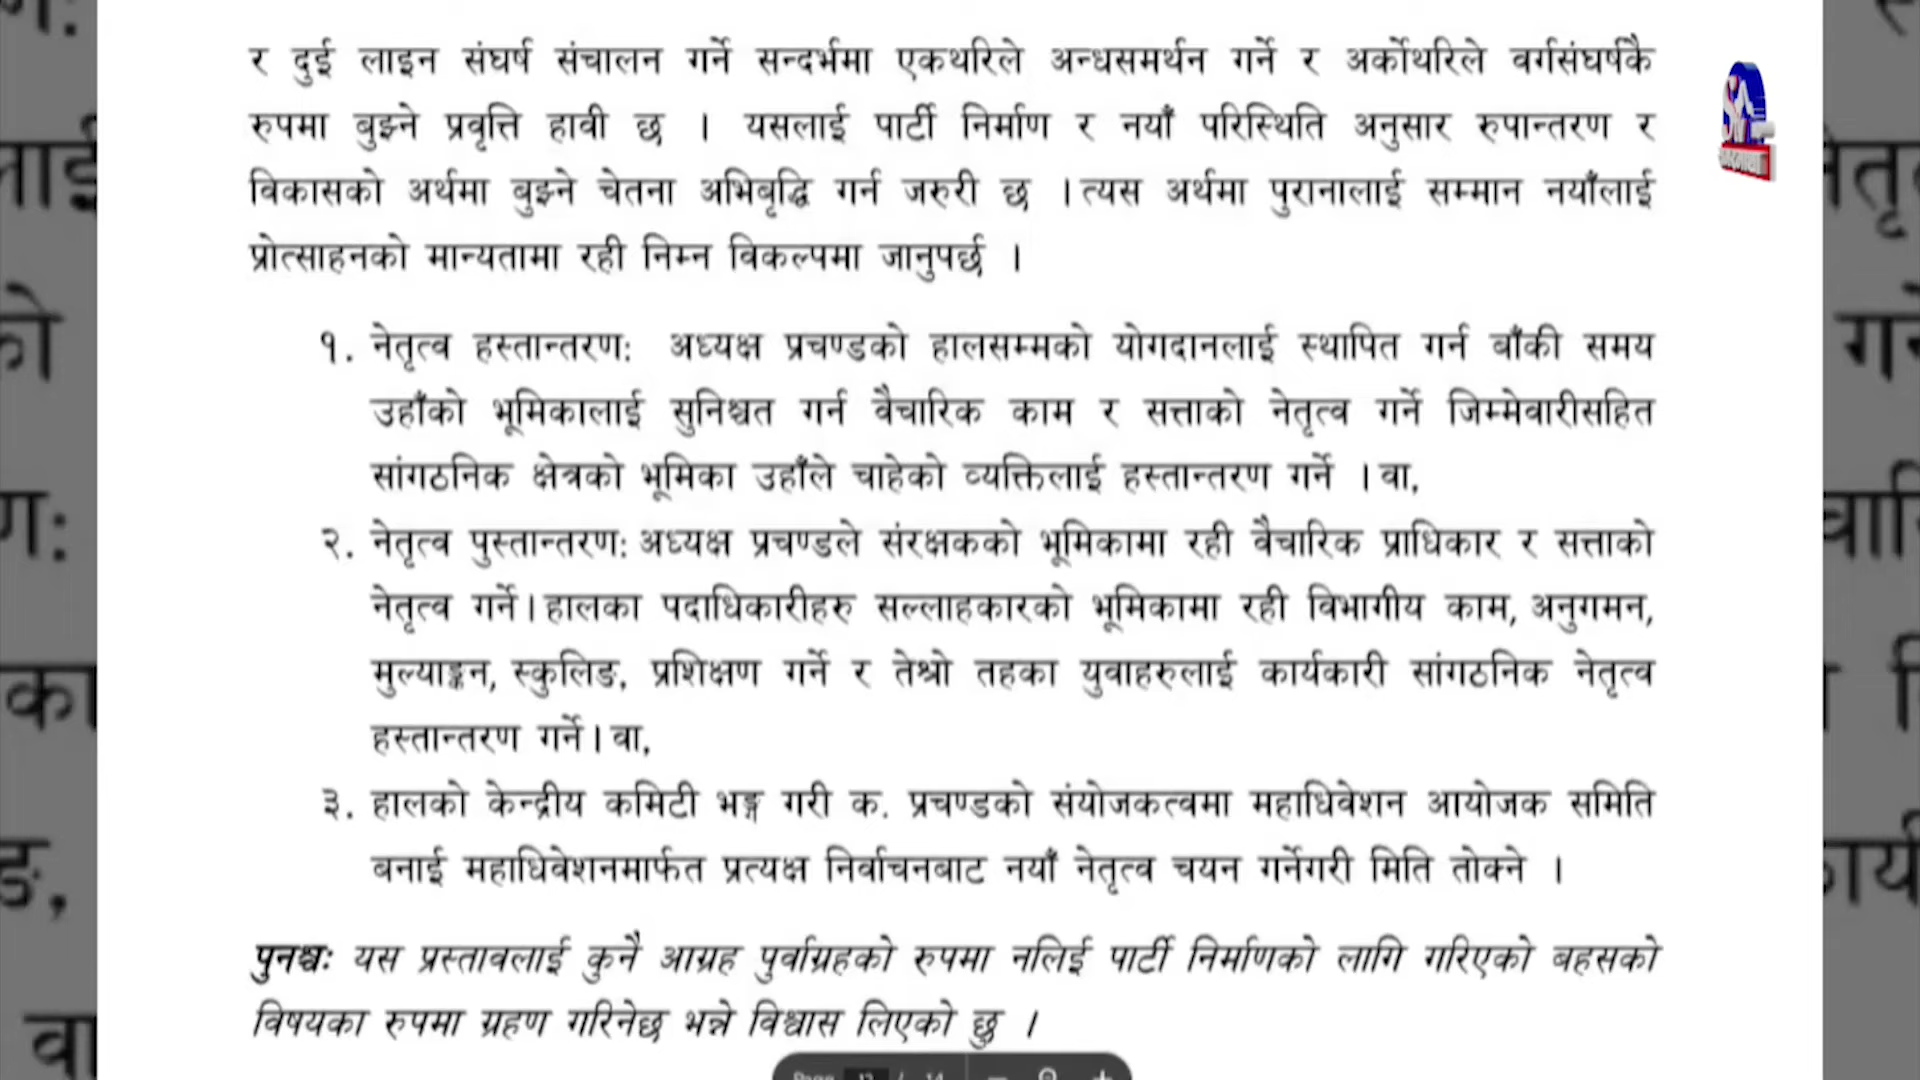 र दुई लाइन संघर्ष संचालन गर्ने सन्दर्भमा एकथरिले अन्धसमर्थन गर्ने र अर्कोथरिले वर्गसंघर्षकै
रुपमा बुझ्ने प्रवृत्ति हावी छ । यसलाई पार्टी निर्माण र नयाँ परिस्थिति अनुसार रुपान्तरण र
विकासको अर्थमा बुझ्ने चेतना अभिबृद्धि गर्न जरुरी छ ।त्यस अर्थमा पुरानालाई सम्मान नयाँलाई
प्रोत्साहनको मान्यतामा रही निम्न विकल्पमा जानुपर्छ ।
१. नेतृत्व हस्तान्तरण: अध्यक्ष प्रचण्डको हालसम्मको योगदानलाई स्थापित गर्न बाँकी समय
उहाँको भूमिकालाई सुनिश्चत गर्न वैचारिक काम र सत्ताको नेतृत्व गर्ने जिम्मेबारीसहित
सांगठनिक क्षेत्रको भूमिका उहाँले चाहेको व्यक्तिलाई हस्तान्तरण गर्ने । वा,
२. नेतृत्व पुस्तान्तरण: अध्यक्ष प्रचण्डले संरक्षकको भूमिकामा रही वैचारिक प्राधिकार र सत्ताको
नेतृत्व गर्ने। हालका पदाधिकारीहरु सल्लाहकारको भूमिकामा रही विभागीय काम, अनुगमन,
मुल्याङ्कन, स्कुलिङ, प्रशिक्षण गर्ने र तेश्रो तहका युवाहरुलाई कार्यकारी सांगठनिक नेतृत्व
हस्तान्तरण गर्ने। वा,
३. हालको केन्द्रीय कमिटी भङ्ग गरी क. प्रचण्डको संयोजकत्वमा महाधिवेशन आयोजक समिति
बनाई महाधिवेशनमार्फत प्रत्यक्ष निर्वाचनबाट नयाँ नेतृत्व चयन गर्नेगरी मिति तोक्ने ।
पुनश्च: यस प्रस्तावलाई कुनै आग्रह पुर्वाग्रहको रुपमा नलिई पार्टी निर्माणको लागि गरिएको बहसको
विषयका रुपमा ग्रहण गरिनेछ भन्ने विश्वास लिएको छु ।
Page / 14